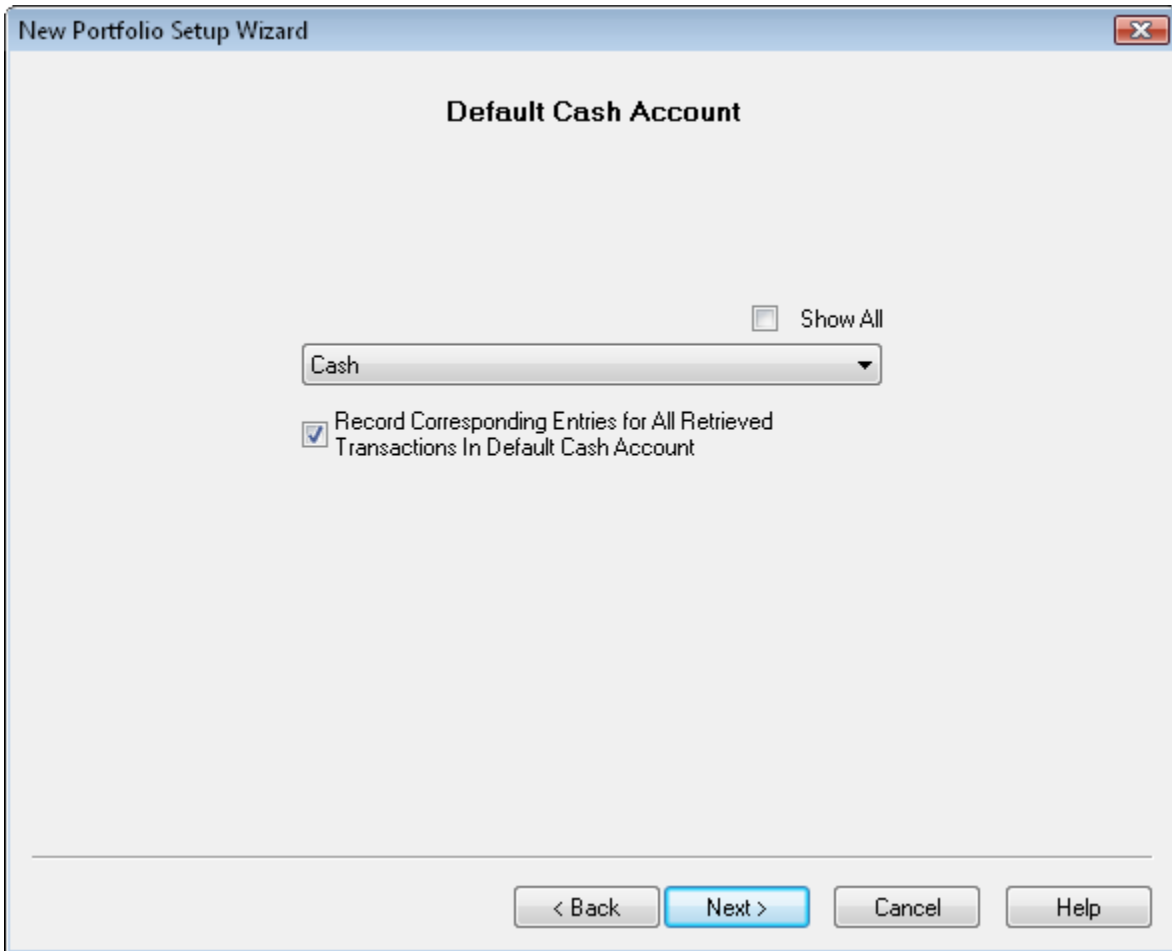 New Portfolio Setup Wizard
Default Cash Account
Show All
Cash
Record Corresponding Entries for All Retrieved
Transactions In Default Cash Account
< Back Next > Cancel Help